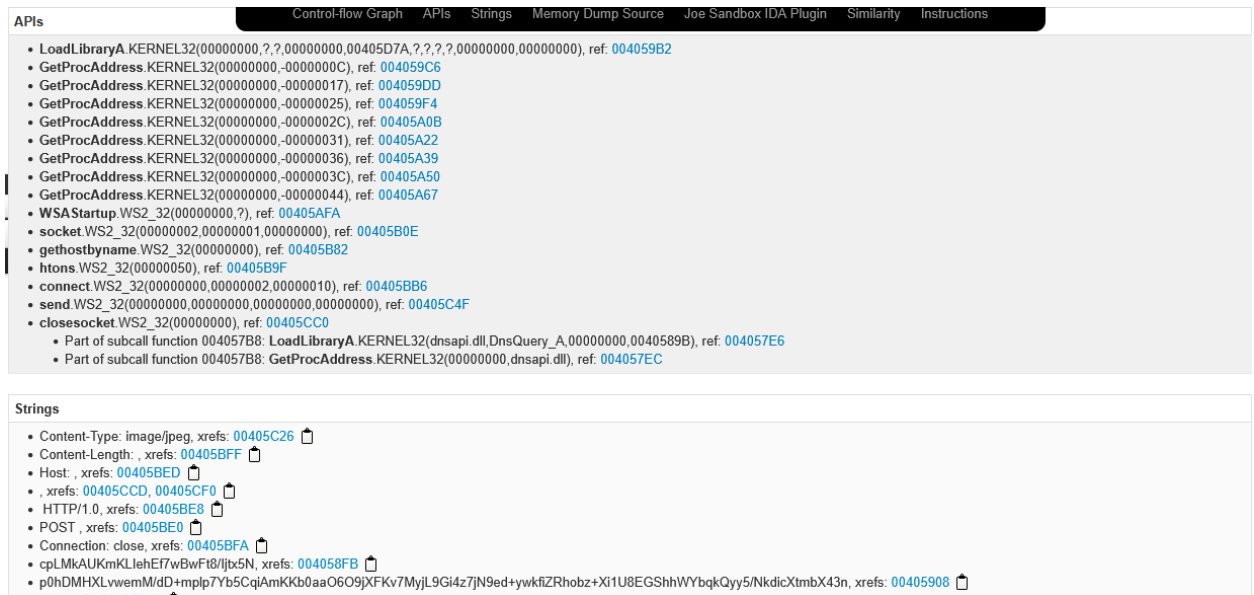 Control-flow Graph APIs Strings Memory Dump Source Joe Sandbox IDA Plugin Similarity Instructions
APIs
• LoadLibraryA.KERNEL32(00000000,?,?,00000000,00405D7A,?,?,?,?,00000000,00000000), ref: 004059B2
• GetProcAddress.KERNEL32(00000000,-0000000C), ref: 004059C6
• GetProcAddress.KERNEL32(00000000,-00000017), ref: 004059DD
• GetProcAddress.KERNEL32(00000000,-00000025), ref: 004059F4
• GetProcAddress.KERNEL32(00000000,-0000002C), ref: 00405A0B
• GetProcAddress.KERNEL32(00000000,-00000031), ref: 00405A22
• GetProcAddress.KERNEL32(00000000,-00000036), ref: 00405A39
• GetProcAddress.KERNEL32(00000000,-0000003C), ref: 00405A50
• GetProcAddress.KERNEL32(00000000,-00000044), ref: 00405A67
• WSAStartup.WS2_32(00000000,?), ref: 00405AFA
• socket.WS2_32(00000002,00000001,00000000), ref: 00405B0E
• gethostbyname.WS2_32(00000000), ref: 00405B82
• htons.WS2_32(00000050), ref: 00405B9F
• connect.WS2_32(00000000,00000002,00000010), ref: 00405BB6
• send.WS2_32(00000000,00000000,00000000,00000000), ref: 00405C4F
• closesocket.WS2_32(00000000), ref: 00405CC0
• Part of subcall function 004057B8: LoadLibraryA.KERNEL32(dnsapi.dll,DnsQuery_A,00000000,0040589B), ref: 004057E6
• Part of subcall function 004057B8: GetProcAddress.KERNEL32(00000000,dnsapi.dll), ref: 004057EC
Strings
• Content-Type: image/jpeg, xrefs: 00405C26
• Content-Length: , xrefs: 00405BFF
• Host: , xrefs: 00405BED
• , xrefs: 00405CCD, 00405CF0
• HTTP/1.0, xrefs: 00405BE8
• POST , xrefs: 00405BE0
• Connection: close, xrefs: 00405BFA
• cpLMkAUKmKLIehEf7wBwFt8/Ijtx5N, xrefs: 004058FB
• p0hDMHXLvwemM/dD+mplp7Yb5CqiAmKKb0aaO6O9jXFKv7MyjL9Gi4z7jN9ed+ywkfiZRhobz+Xi1U8EGShhWYbqkQyy5/NkdicXtmbX43n, xrefs: 00405908